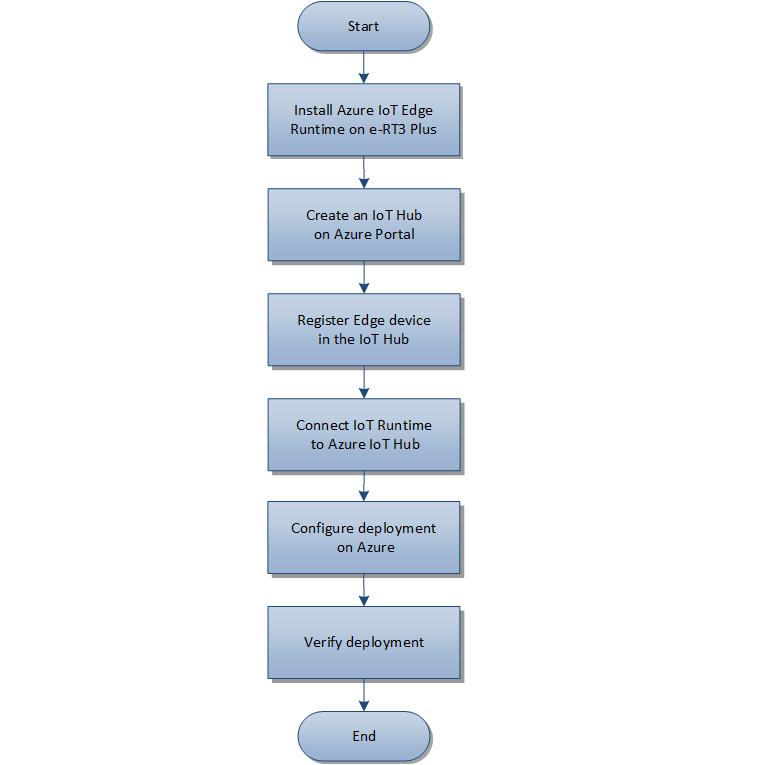 Start
Install Azure IoT Edge
Runtime on e-RT3 Plus
Create an IoT Hub
on Azure Portal
Register Edge device
in the IoT Hub
Connect IoT Runtime
to Azure IoT Hub
Configure deployment
on Azure
Verify deployment
End